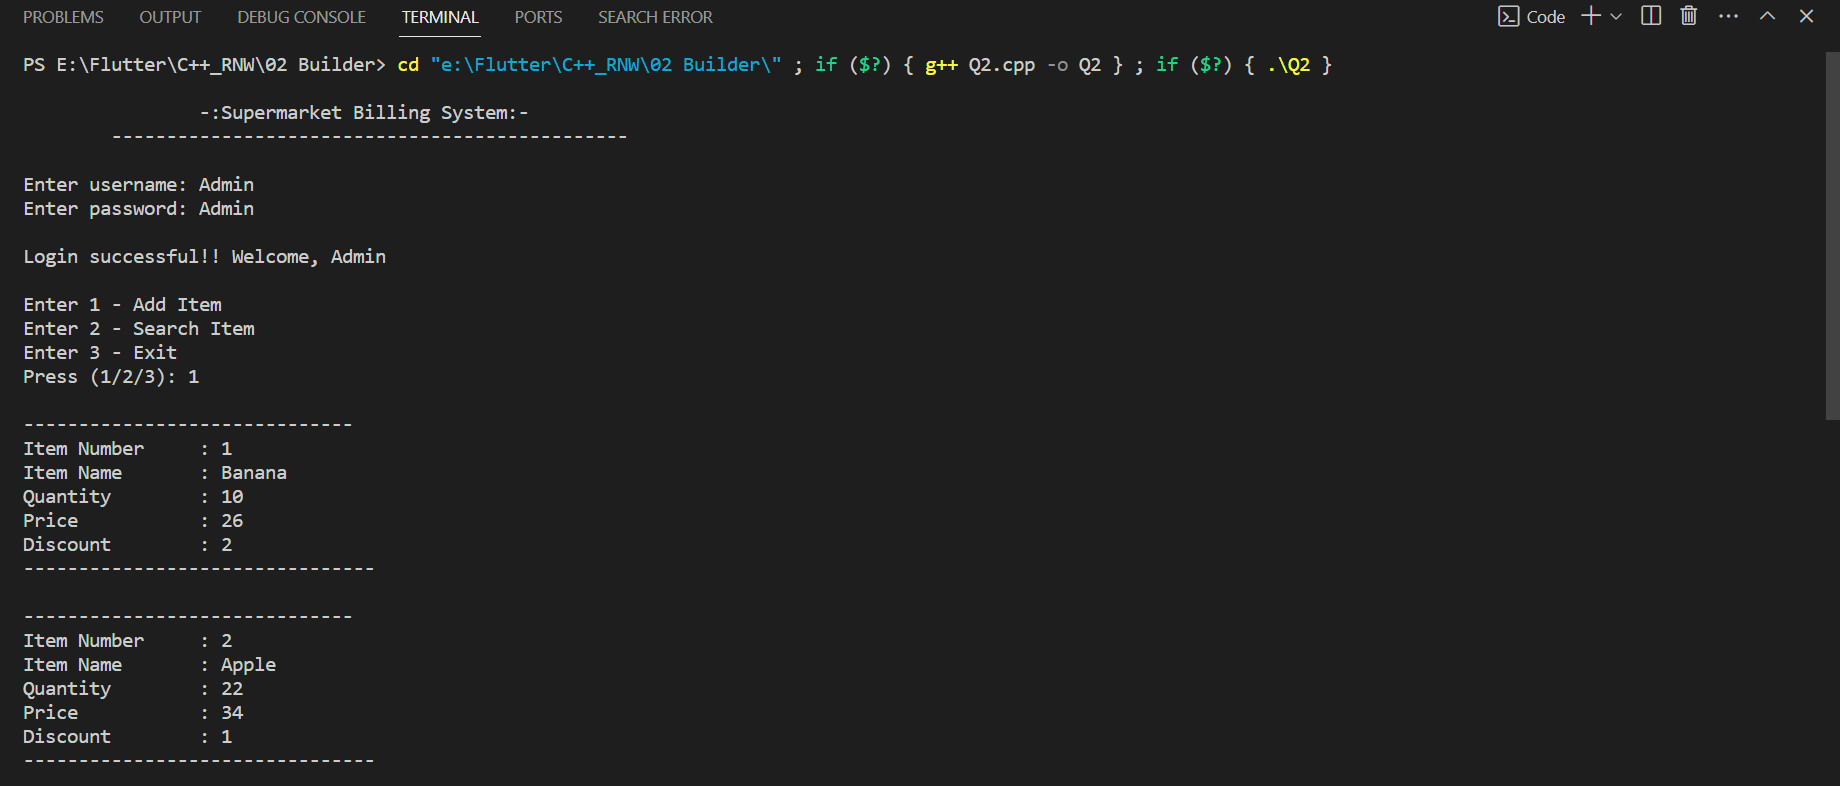 PROBLEMS OUTPUT DEBUG CONSOLE TERMINAL PORTS SEARCH ERROR Code
PS E:\Flutter\C++_RNW\02 Builder> cd "e:\Flutter\C++_RNW\02 Builder\" ; if ($?) { g++ Q2.cpp -o Q2 } ; if ($?) { .\Q2 }
-:Supermarket Billing System:-
-----------------------------------------------
Enter username: Admin
Enter password: Admin
Login successful!! Welcome, Admin
Enter 1 - Add Item
Enter 2 - Search Item
Enter 3 - Exit
Press (1/2/3): 1
------------------------------
Item Number     : 1
Item Name       : Banana
Quantity        : 10
Price           : 26
Discount        : 2
--------------------------------
------------------------------
Item Number     : 2
Item Name       : Apple
Quantity        : 22
Price           : 34
Discount        : 1
--------------------------------